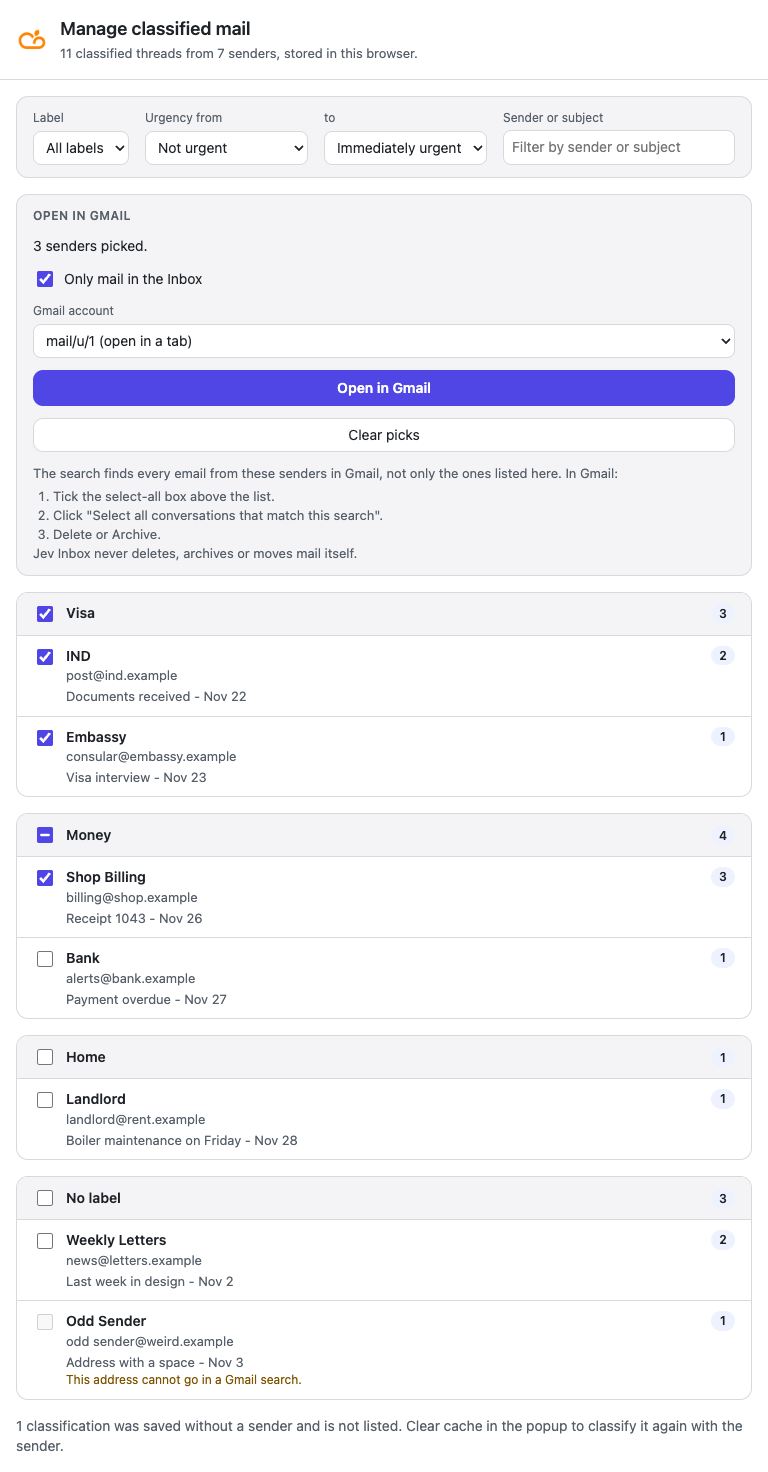 Manage classified mail
11 classified threads from 7 senders, stored in this browser.
Label
Urgency from
to
Sender or subject
All labels
Not urgent
Immediately urgent
Filter by sender or subject
OPEN IN GMAIL
3 senders picked.
Only mail in the Inbox
Gmail account
mail/u/1 (open in a tab)
Open in Gmail
Clear picks
The search finds every email from these senders in Gmail, not only the ones listed here. In Gmail:
1. Tick the select-all box above the list.
2. Click "Select all conversations that match this search".
3. Delete or Archive.
Jev Inbox never deletes, archives or moves mail itself.
Visa 3
IND 2
post@ind.example
Documents received - Nov 22
Embassy 1
consular@embassy.example
Visa interview - Nov 23
Money 4
Shop Billing 3
billing@shop.example
Receipt 1043 - Nov 26
Bank 1
alerts@bank.example
Payment overdue - Nov 27
Home 1
Landlord 1
landlord@rent.example
Boiler maintenance on Friday - Nov 28
No label 3
Weekly Letters 2
news@letters.example
Last week in design - Nov 2
Odd Sender 1
odd sender@weird.example
Address with a space - Nov 3
This address cannot go in a Gmail search.
1 classification was saved without a sender and is not listed. Clear cache in the popup to classify it again with the
sender.